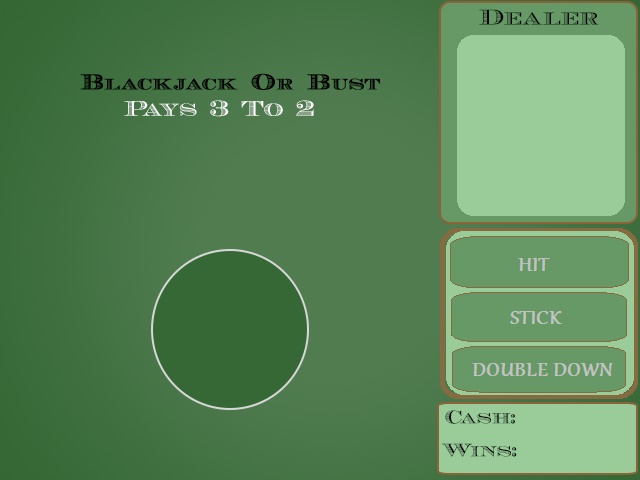 Blackjack Or Bust
Pays 3 To 2
Dealer
HIT
STICK
DOUBLE DOWN
Cash:
Wins: